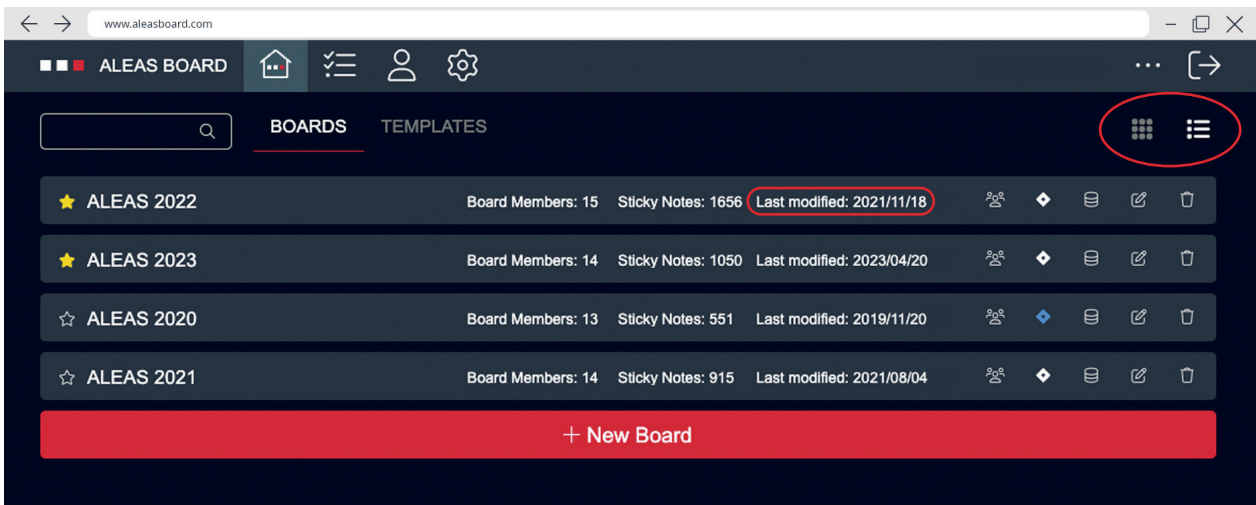 www.aleasboard.com
ALEAS BOARD
BOARDS TEMPLATES
ALEAS 2022 Board Members: 15 Sticky Notes: 1656 Last modified: 2021/11/18
ALEAS 2023 Board Members: 14 Sticky Notes: 1050 Last modified: 2023/04/20
ALEAS 2020 Board Members: 13 Sticky Notes: 551 Last modified: 2019/11/20
ALEAS 2021 Board Members: 14 Sticky Notes: 915 Last modified: 2021/08/04
+ New Board